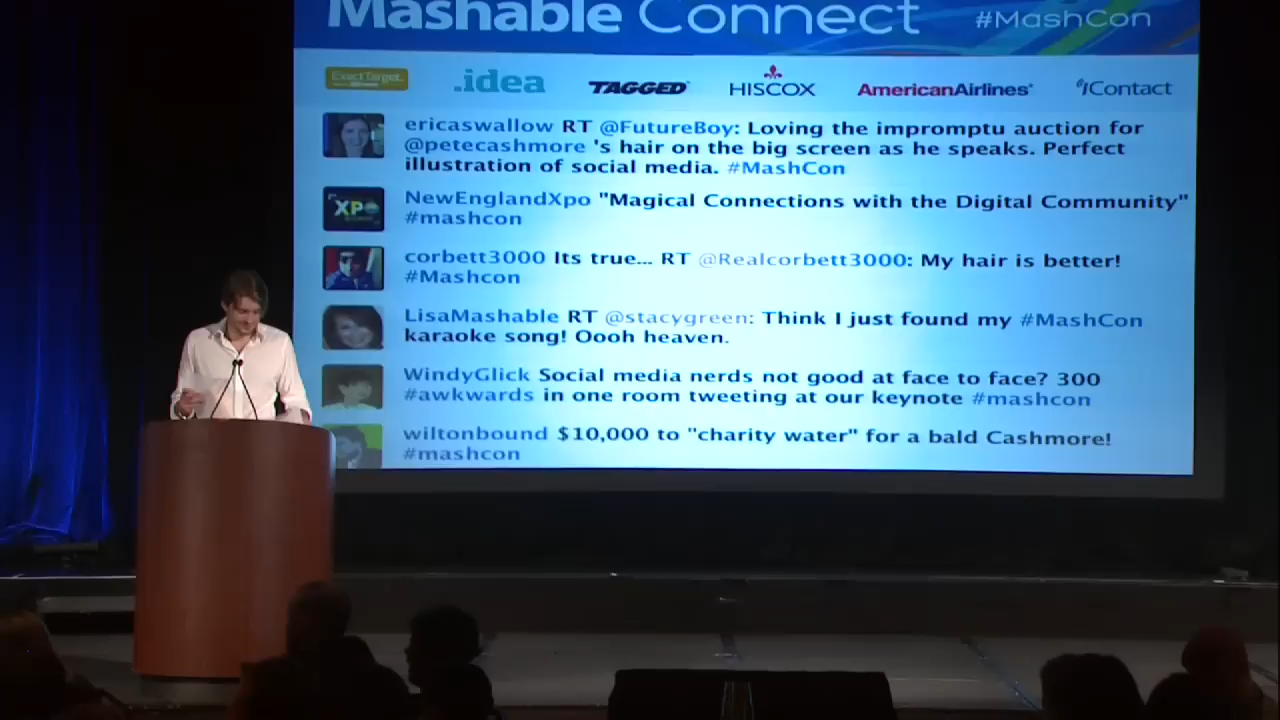 Mashable Connect #MashCon
ExactTarget. .idea TAGGED HISCOX AmericanAirlines iContact
ericaswallow RT @FutureBoy: Loving the impromptu auction for
@petecashmore 's hair on the big screen as he speaks. Perfect
illustration of social media. #MashCon
XPO
NewEnglandXpo "Magical Connections with the Digital Community"
#mashcon
corbett3000 Its true... RT @Realcorbett3000: My hair is better!
#Mashcon
LisaMashable RT @stacygreen: Think I just found my #MashCon
karaoke song! Oooh heaven.
WindyGlick Social media nerds not good at face to face? 300
#awkwards in one room tweeting at our keynote #mashcon
wiltonbound $10,000 to "charity water" for a bald Cashmore!
#mashcon